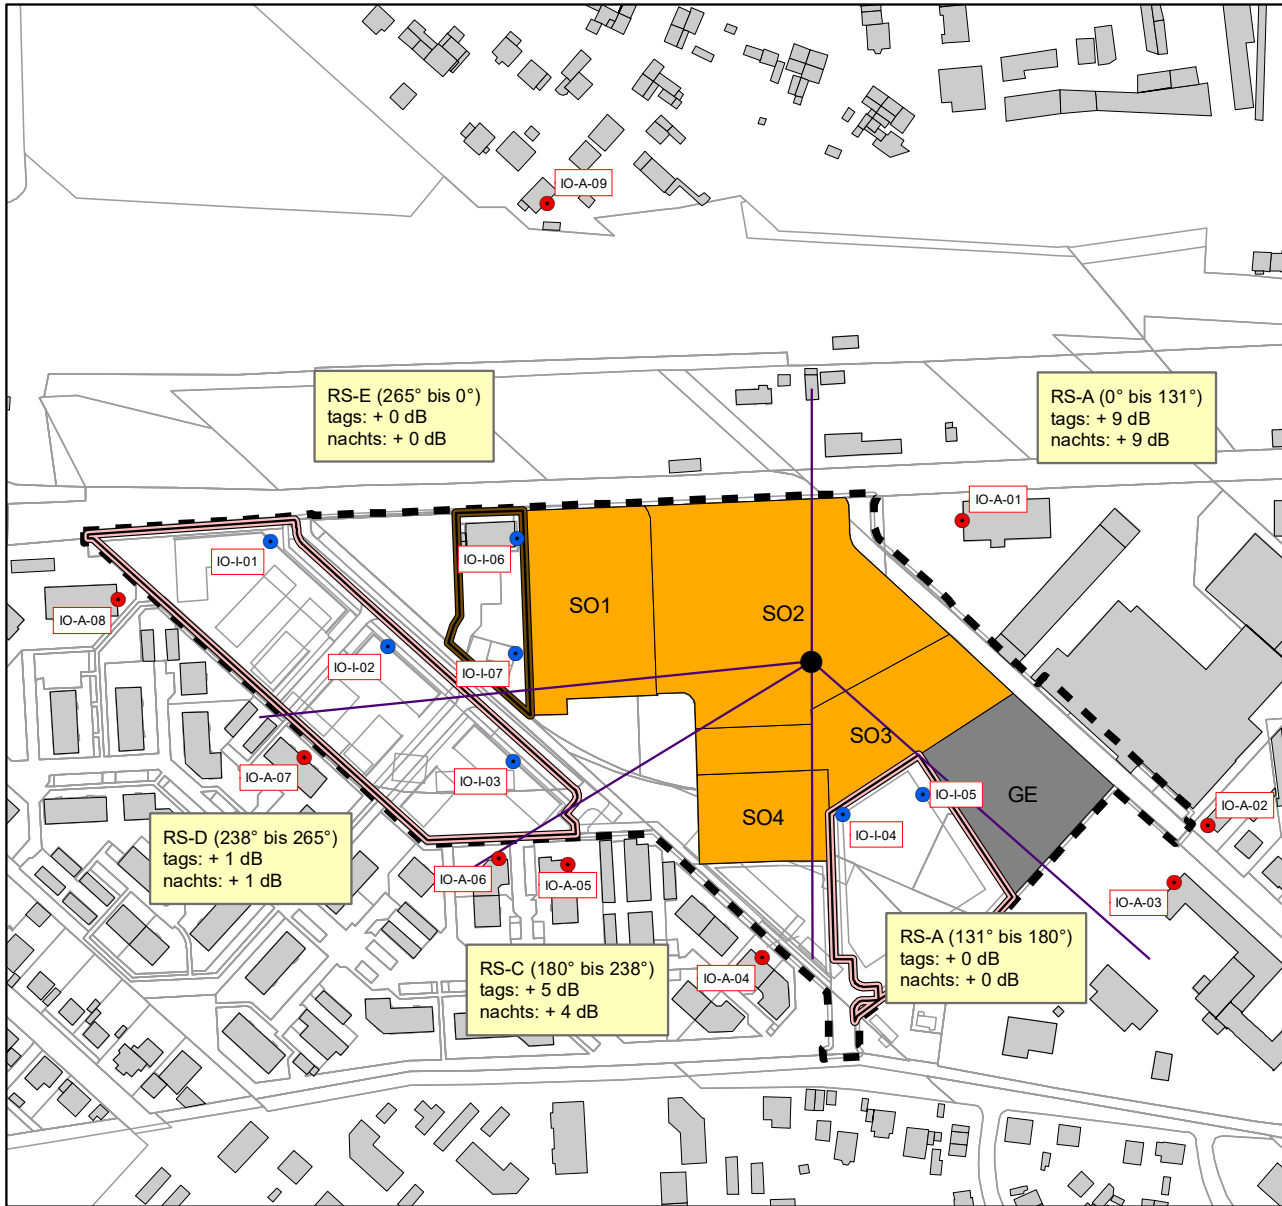 IO-A-09
RS-E (265° bis 0°)
tags: + 0 dB
nachts: + 0 dB
RS-A (0° bis 131°)
tags: + 9 dB
nachts: + 9 dB
IO-A-01
IO-I-01
IO-I-06
IO-A-08
SO1
SO2
IO-I-02
IO-I-07
SO3
IO-A-07
IO-I-03
IO-I-05
GE
IO-A-02
SO4
IO-I-04
RS-D (238° bis 265°)
tags: + 1 dB
nachts: + 1 dB
IO-A-06
IO-A-05
IO-A-03
RS-A (131° bis 180°)
tags: +0 dB
nachts: +0 dB
RS-C (180° bis 238°)
tags: + 5 dB
nachts: + 4 dB
IO-A-04